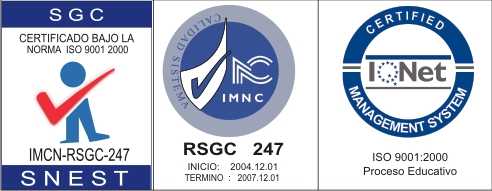 SGC
CERTIFICADO BAJO LA
NORMA ISO 9001 2000
IMCN-RSGC-247
SNEST
CALIDAD SISTEMA
IMNC
RSGC 247
INICIO: 2004.12.01
TERMINO : 2007.12.01
CERTIFIED
IQNet
MANAGEMENT SYSTEM
ISO 9001:2000
Proceso Educativo